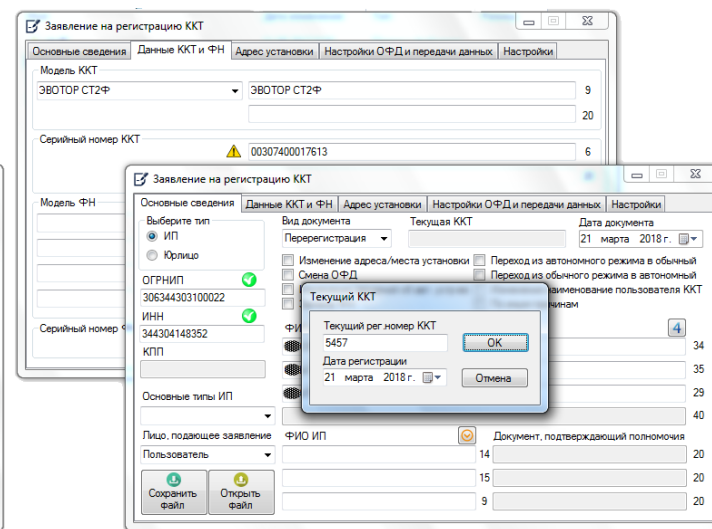 Заявление на регистрацию ККТ
Основные сведения Данные ККТ и ФН Адрес установки Настройки ОФД и передачи данных Настройки
Модель ККТ
ЭВОТОР СТ2Ф ЭВОТОР СТ2Ф 9
20
Серийный номер ККТ
00307400017613 6
Модель ФН
Серийный номер
Заявление на регистрацию ККТ
Основные сведения Данные ККТ и ФН Адрес установки Настройки ОФД и передачи данных Настройки
Выберите тип
ИП
Юрлицо
ОГРНИП
306344303100022
ИНН
344304148352
КПП
Основные типы ИП
Лицо, подающее заявление
Пользователь
Сохранить файл
Открыть файл
Вид документа Текущая ККТ Дата документа
Перерегистрация 21 марта 2018 г.
Изменение адреса/места установки Переход из автономного режима в обычный
Смена ОФД Переход из обычного режима в автономный
наименование пользователя ККТ
4
34
35
29
40
Текущий ККТ
Текущий рег.номер ККТ
5457 OK
Дата регистрации
21 марта 2018 г. Отмена
ФИО ИП Документ, подтверждающий полномочия
14 20
15 20
9 20